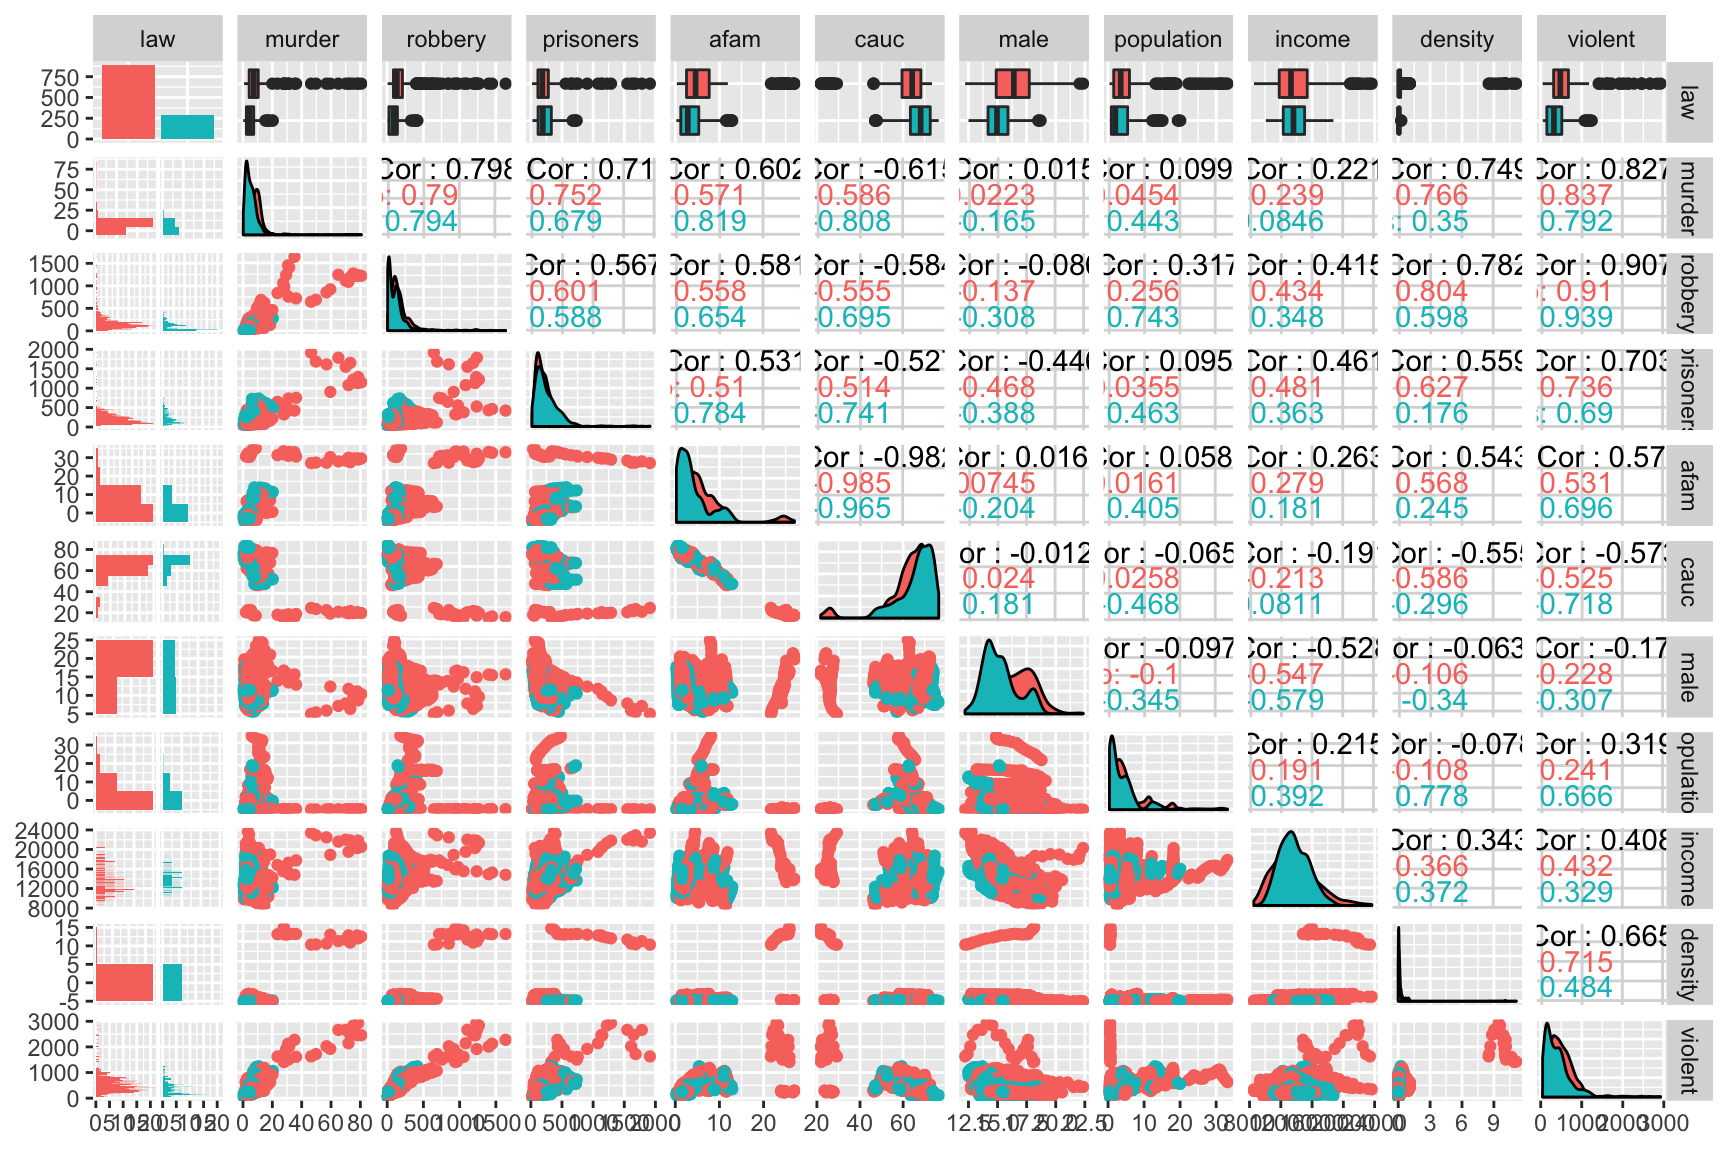 law murder robbery prisoners afam cauc male population income density violent
750
500
250
0
law
75
50
25
0
Cor : 0.798 Cor : 0.71 Cor : 0.602 Cor : -0.615 Cor : 0.015 Cor : 0.099 Cor : 0.221 Cor : 0.749 Cor : 0.827
: 0.79 0.752 0.571 -0.586 0.0223 0.0454 0.239 0.766 0.837
0.794 0.679 0.819 -0.808 -0.165 0.443 0.0846 : 0.35 0.792
murder
1500
1000
500
0
Cor : 0.567 Cor : 0.581 Cor : -0.584 Cor : -0.080 Cor : 0.317 Cor : 0.415 Cor : 0.782 Cor : 0.907
0.601 0.558 -0.555 -0.137 0.256 0.434 0.804 : 0.91
0.588 0.654 -0.695 -0.308 0.743 0.348 0.598 0.939
robbery
2000
1500
1000
500
0
Cor : 0.531 Cor : -0.527 Cor : -0.446 Cor : 0.095 Cor : 0.461 Cor : 0.559 Cor : 0.703
: 0.51 -0.514 -0.468 0.0355 0.481 0.627 0.736
0.784 -0.741 -0.388 0.463 0.363 0.176 : 0.69
prisoners
30
20
10
0
Cor : -0.982 Cor : 0.016 Cor : 0.058 Cor : 0.263 Cor : 0.543 Cor : 0.57
-0.985 00745 0.0161 0.279 0.568 0.531
-0.965 -0.204 0.405 0.181 0.245 0.696
afam
80
60
40
20
or : -0.012 or : -0.065 Cor : -0.191 Cor : -0.555 Cor : -0.573
0.024 0.0258 -0.213 -0.586 -0.525
0.181 -0.468 0.0811 -0.296 -0.718
cauc
25
20
15
10
5
or : -0.097 Cor : -0.528 or : -0.063 Cor : -0.17
: -0.1 -0.547 -0.106 -0.228
-0.345 -0.579 -0.34 -0.307
male
30
20
10
0
Cor : 0.215 Cor : -0.078 Cor : 0.319
0.191 -0.108 0.241
0.392 0.778 0.666
opulatio
24000
20000
16000
12000
8000
Cor : 0.343 Cor : 0.408
0.366 0.432
0.372 0.329
income
15
10
5
0
-5
Cor : 0.665
0.715
0.484
density
3000
2000
1000
0
violent
0 5 10 15 20 0 5 10 15 20 0 20 40 60 80 0 500 1000 1500 0 500 1000 1500 2000 0 10 20 20 40 60 12.5 15.0 17.5 20.0 22.5 0 10 20 30 8000 12000 16000 20000 24000 0 3 6 9 0 1000 2000 3000